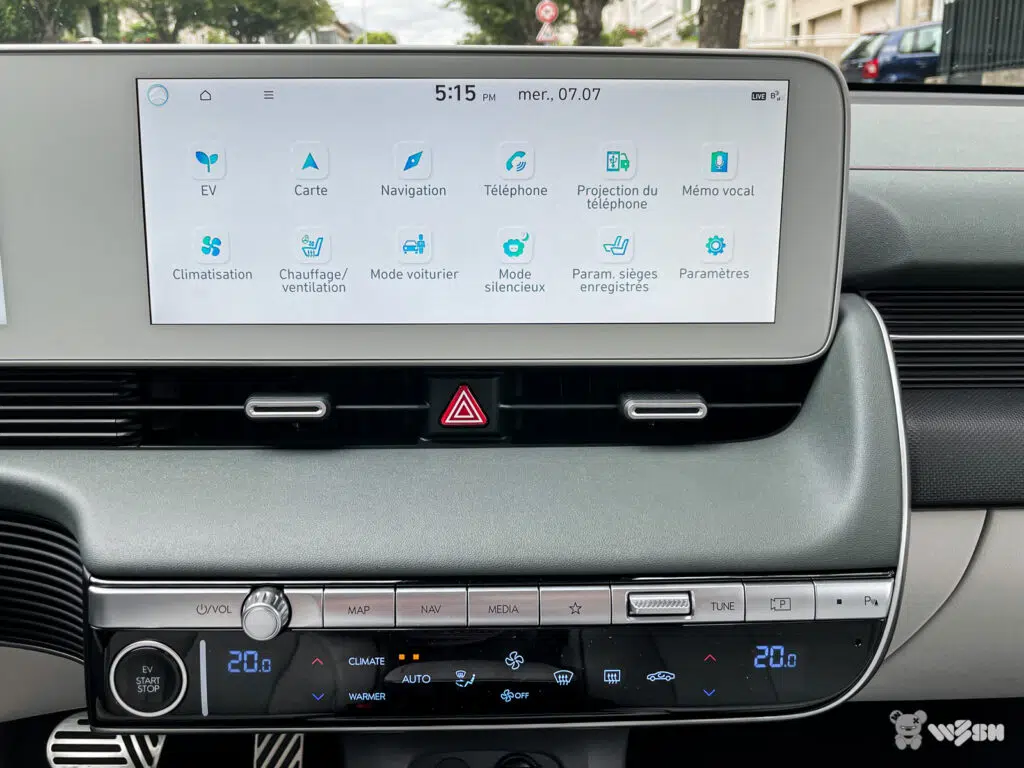 5:15 PM mer., 07.07
LIVE
EV
Carte
Navigation
Téléphone
Projection du
téléphone
Mémo vocal
Climatisation
Chauffage/
ventilation
Mode voiturier
Mode
silencieux
Param. sièges
enregistrés
Paramètres
/VOL
MAP
NAV
MEDIA
TUNE
P
P
EV
START
STOP
20.0
CLIMATE
AUTO
WARMER
OFF
20.0
W38H